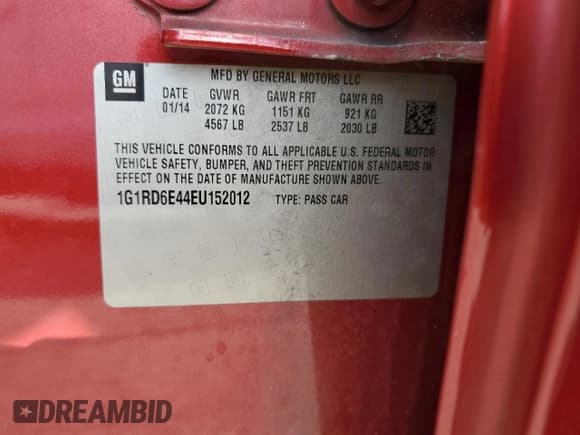 GM
MFD BY GENERAL MOTORS LLC
DATE GVWR GAWR FRT GAWR RR
01/14 2072 KG 1151 KG 921 KG
4567 LB 2537 LB 2030 LB
THIS VEHICLE CONFORMS TO ALL APPLICABLE U.S. FEDERAL MOTOR
VEHICLE SAFETY, BUMPER, AND THEFT PREVENTION STANDARDS IN
EFFECT ON THE DATE OF MANUFACTURE SHOWN ABOVE.
1G1RD6E44EU152012 TYPE: PASS CAR
DREAMBID